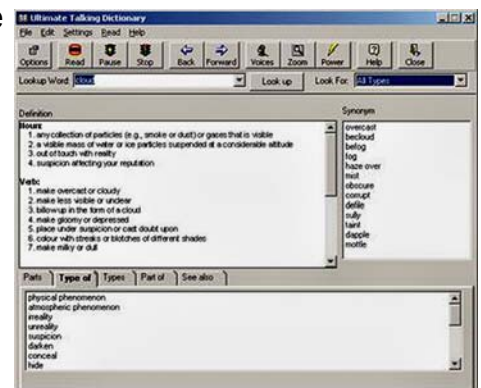 e
Ultimate Talking Dictionary
File Edit Settings Read Help
Options Read Pause Stop Back Forward Voices Zoom Power Help Close
Lookup Word: cloud Look up Look For: All Types
Definition Synonym
Noun:
1. any collection of particles (e.g., smoke or dust) or gases that is visible
2. a visible mass of water or ice particles suspended at a considerable altitude
3. out of touch with reality
4. suspicion affecting your reputation
Verb:
1. make overcast or cloudy
2. make less visible or unclear
3. billow up in the form of a cloud
4. make gloomy or depressed
5. place under suspicion or cast doubt upon
6. colour with streaks or blotches of different shades
7. make milky or dull
overcast
becloud
befog
fog
haze over
mist
obscure
corrupt
defile
sully
taint
dapple
mottle
Parts Type of Types Part of See also
physical phenomenon
atmospheric phenomenon
irreality
unreality
suspicion
darken
conceal
hide